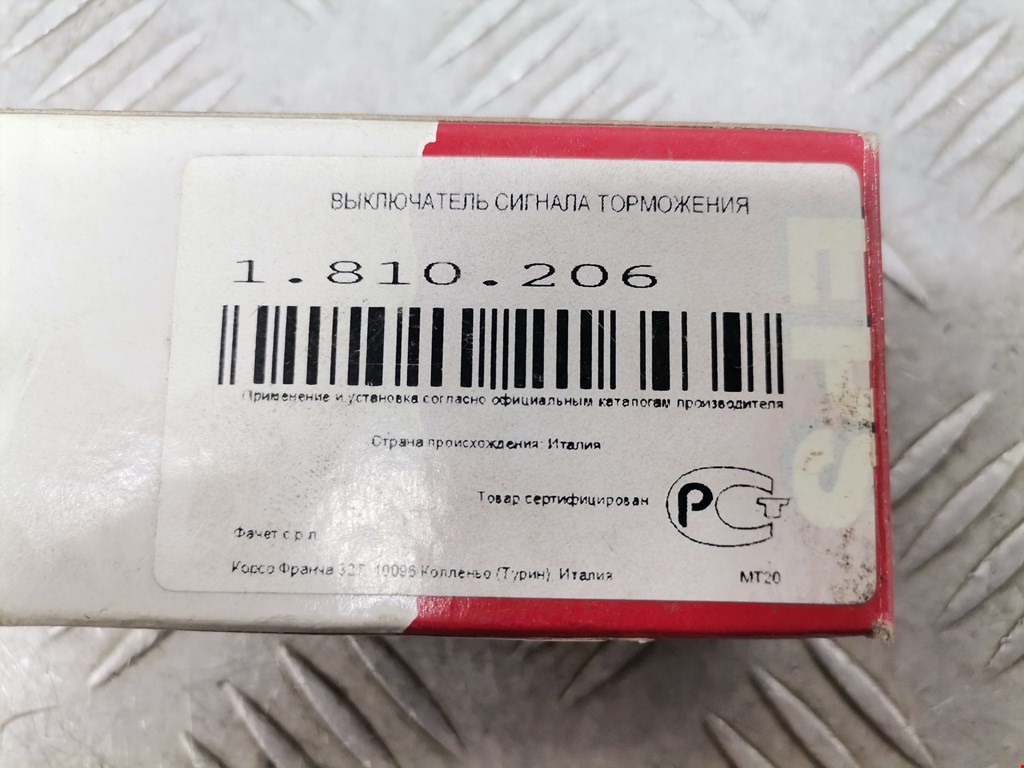 ВЫКЛЮЧАТЕЛЬ СИГНАЛА ТОРМОЖЕНИЯ
1.810.206
Применение и установка согласно официальным каталогам производителя
Страна происхождения: Италия
Товар сертифицирован
РСТ
Фачет с.р.л.
Корсо Франча 10096 Колленьо (Турин), Италия
МТ20